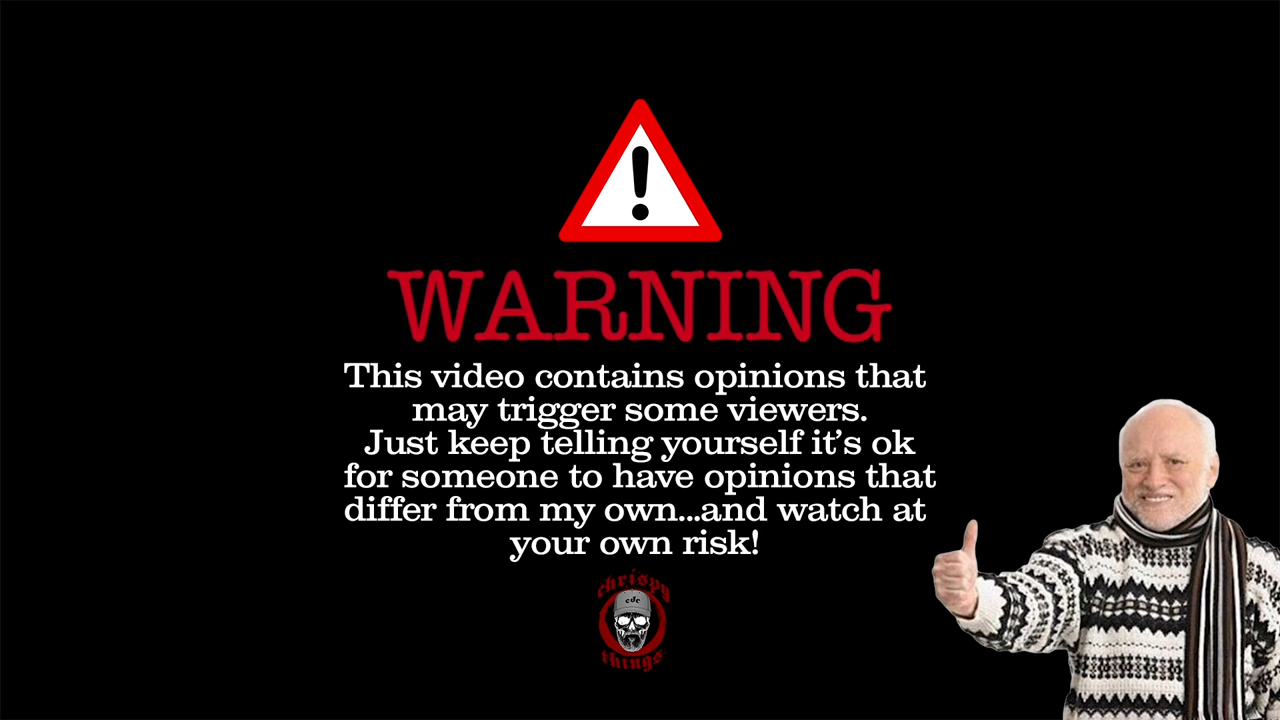 WARNING
This video contains opinions that
may trigger some viewers.
Just keep telling yourself it's ok
for someone to have opinions that
differ from my own...and watch at
your own risk!
chrispy
cdc
things